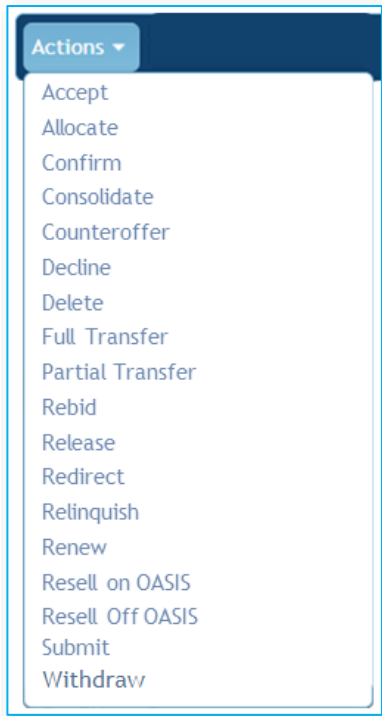 Actions
Accept
Allocate
Confirm
Consolidate
Counteroffer
Decline
Delete
Full Transfer
Partial Transfer
Rebid
Release
Redirect
Relinquish
Renew
Resell on OASIS
Resell Off OASIS
Submit
Withdraw